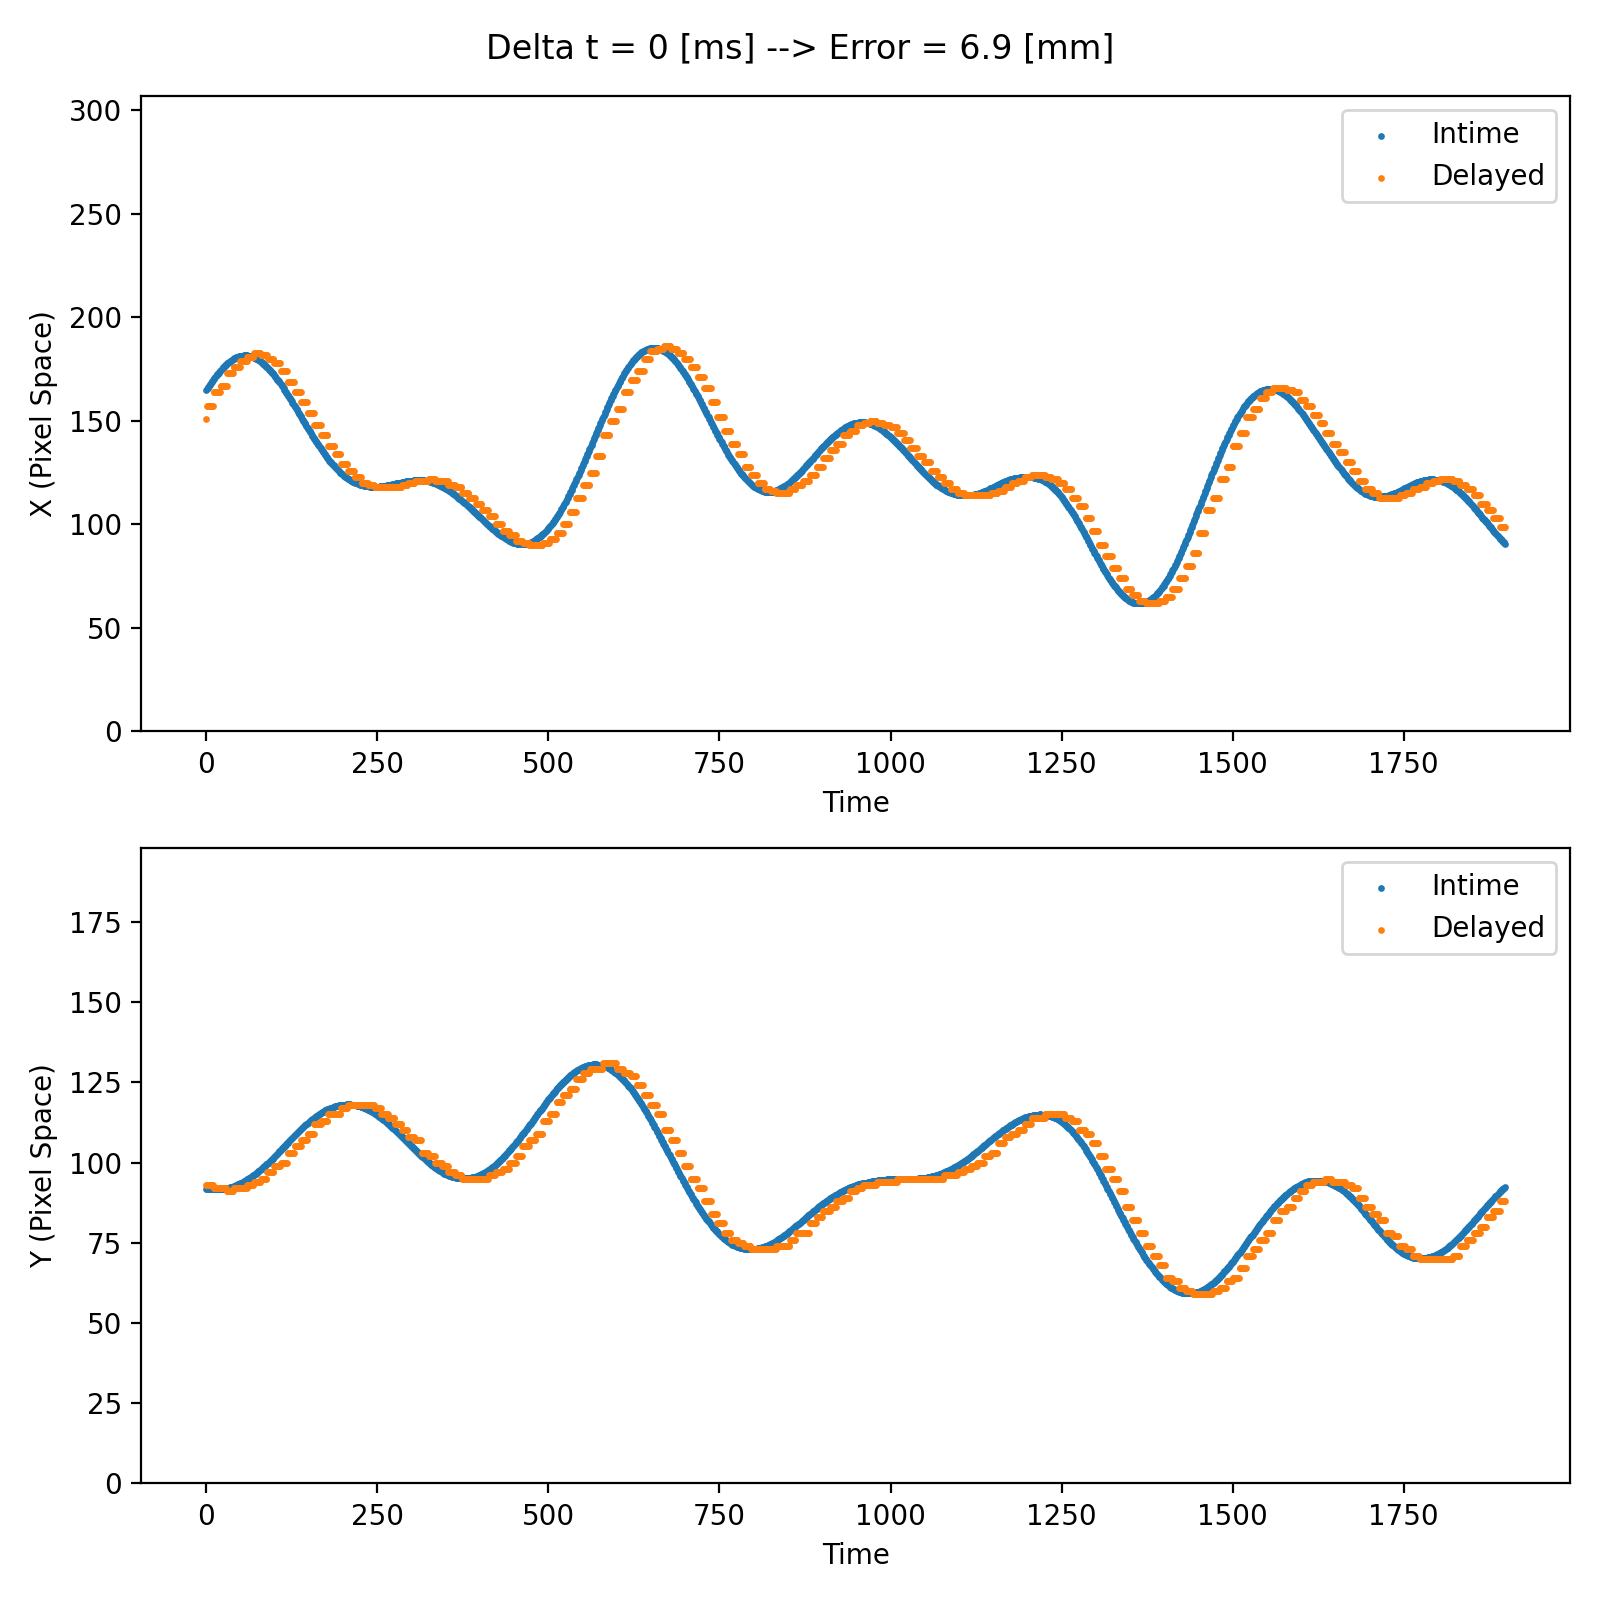 Delta t = 0 [ms] --> Error = 6.9 [mm]
300
250
200
150
100
50
0
X (Pixel Space)
Intime
Delayed
0 250 500 750 1000 1250 1500 1750
Time
175
150
125
100
75
50
25
0
Y (Pixel Space)
Intime
Delayed
0 250 500 750 1000 1250 1500 1750
Time